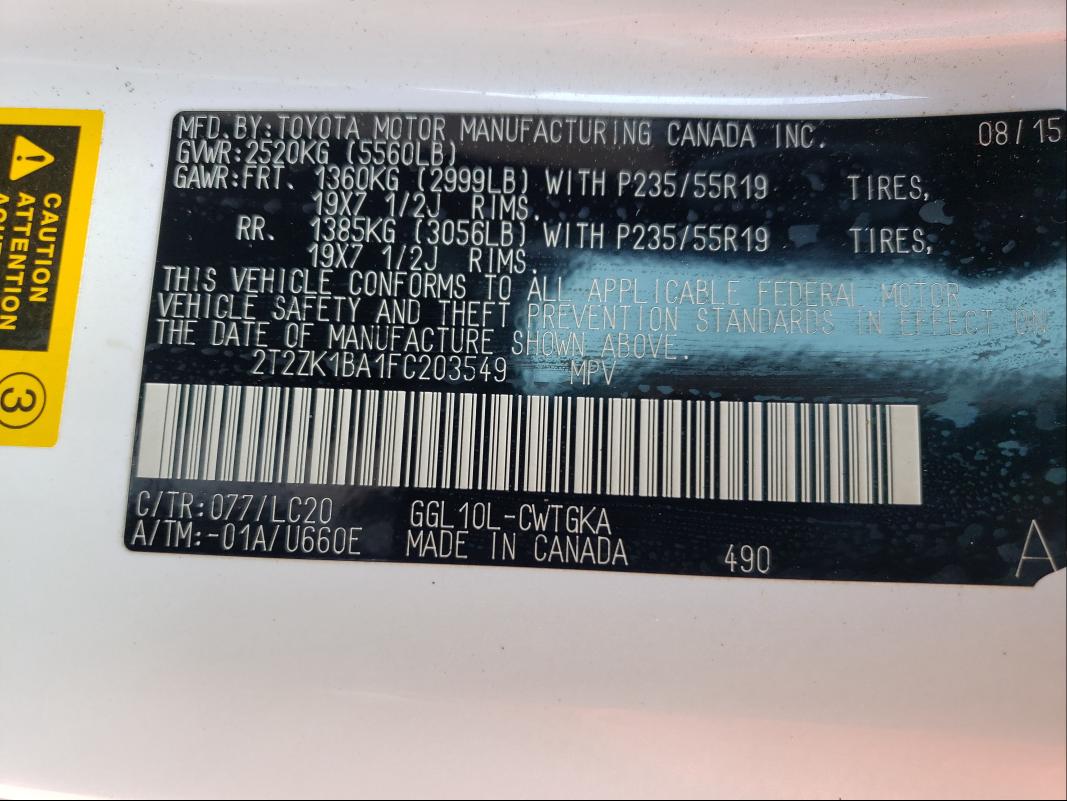 MFD.BY:TOYOTA MOTOR MANUFACTURING CANADA INC. 08/15
GVWR:2520KG (5560LB)
GAWR:FRT. 1360KG (2999LB) WITH P235/55R19 TIRES,
19X7 1/2J RIMS.
RR. 1385KG (3056LB) WITH P235/55R19 TIRES,
19X7 1/2J RIMS.
THIS VEHICLE CONFORMS TO ALL APPLICABLE FEDERAL MOTOR
VEHICLE SAFETY AND THEFT PREVENTION STANDARDS IN EFFECT ON
THE DATE OF MANUFACTURE SHOWN ABOVE.
2T2ZK1BA1FC203549 MPV
C/TR:077/LC20 GGL10L-CWTGKA
A/TM:-01A/U660E MADE IN CANADA 490 A
CAUTION
ATTENTION
3